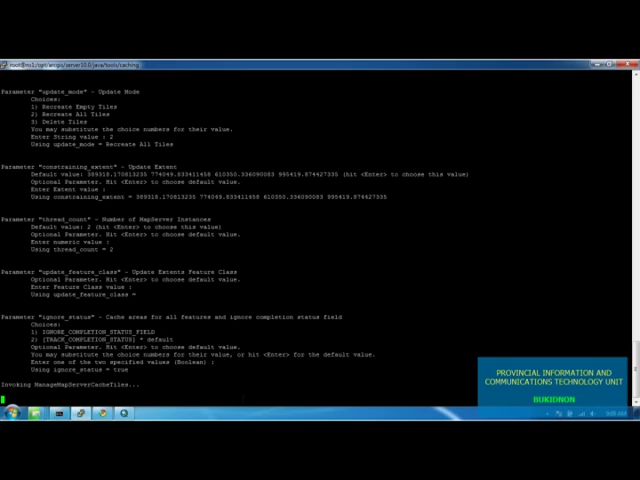 root@ns1:/opt/arcgis/server10.0/java/tools/caching
Parameter "update_mode" - Update Mode
Choices:
1) Recreate Empty Tiles
2) Recreate All Tiles
3) Delete Tiles
You may substitute the choice numbers for their value.
Enter String value : 2
Using update_mode = Recreate All Tiles
Parameter "constraining_extent" - Update Extent
Default value: 389318.170813235 774049.833411458 610350.336090083 995419.874427335 (hit <Enter> to choose this value)
Optional Parameter. Hit <Enter> to choose default value.
Enter Extent value :
Using constraining_extent = 389318.170813235 774049.833411458 610350.336090083 995419.874427335
Parameter "thread_count" - Number of MapServer Instances
Default value: 2 (hit <Enter> to choose this value)
Optional Parameter. Hit <Enter> to choose default value.
Enter numeric value :
Using thread_count = 2
Parameter "update_feature_class" - Update Extents Feature Class
Optional Parameter. Hit <Enter> to choose default value.
Enter Feature Class value :
Using update_feature_class =
Parameter "ignore_status" - Cache areas for all features and ignore completion status field
Choices:
1) IGNORE_COMPLETION_STATUS_FIELD
2) [TRACK_COMPLETION_STATUS] * default
Optional Parameter. Hit <Enter> to choose default value.
You may substitute the choice numbers for their value, or hit <Enter> for the default value.
Enter one of the two specified values (Boolean) :
Using ignore_status = true
Invoking ManageMapServerCacheTiles...
PROVINCIAL INFORMATION AND
COMMUNICATIONS TECHNOLOGY UNIT
BUKIDNON